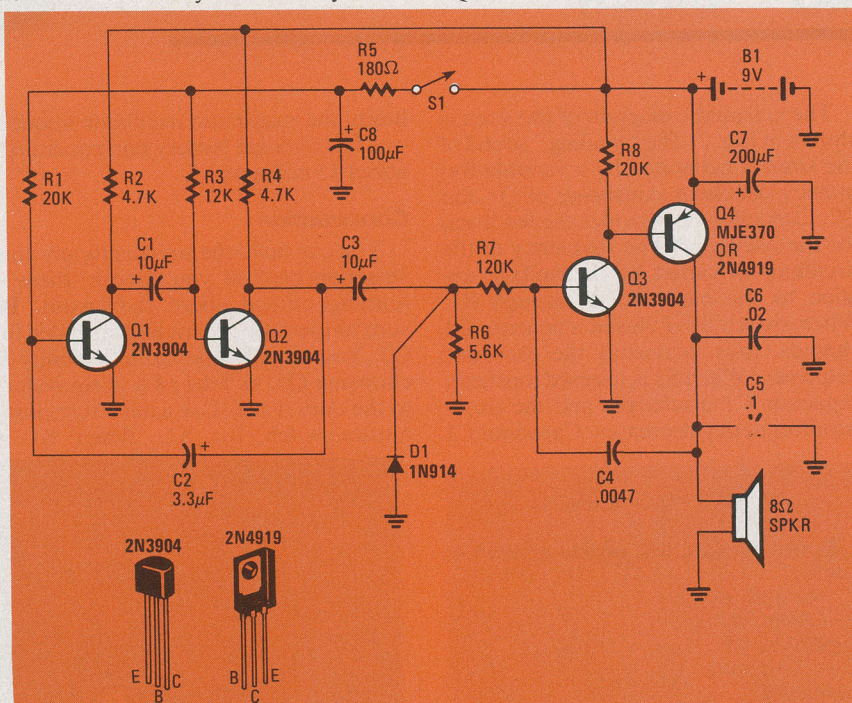 R5
180Ω
S1
B1
9V
+
C8
100μF
+
C7
200μF
+
R1
20K
R2
4.7K
R3
12K
R4
4.7K
R8
20K
Q4
MJE370
OR
2N4919
C1
10μF
+
C3
10μF
+
R7
120K
Q3
2N3904
Q1
2N3904
Q2
2N3904
R6
5.6K
C6
.02
C5
.1
C2
3.3μF
+
D1
1N914
C4
.0047
8Ω
SPKR
2N3904
2N4919
E
B
C
B
C
E